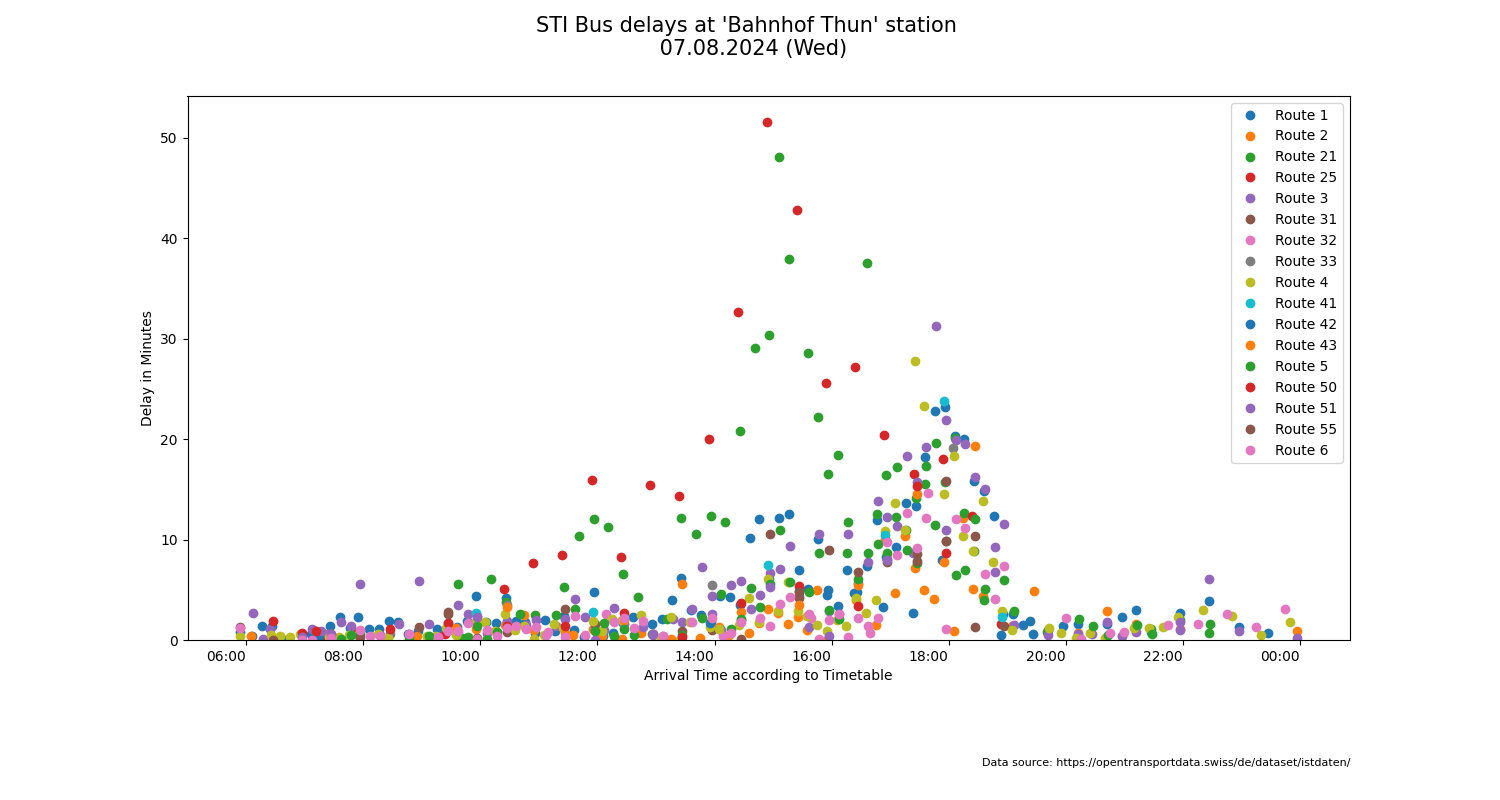 STI Bus delays at 'Bahnhof Thun' station
07.08.2024 (Wed)
Delay in Minutes
50
40
30
20
10
0
06:00
08:00
10:00
12:00
14:00
16:00
18:00
20:00
22:00
00:00
Arrival Time according to Timetable
Route 1
Route 2
Route 21
Route 25
Route 3
Route 31
Route 32
Route 33
Route 4
Route 41
Route 42
Route 43
Route 5
Route 50
Route 51
Route 55
Route 6
Data source: https://opentransportdata.swiss/de/dataset/istdaten/